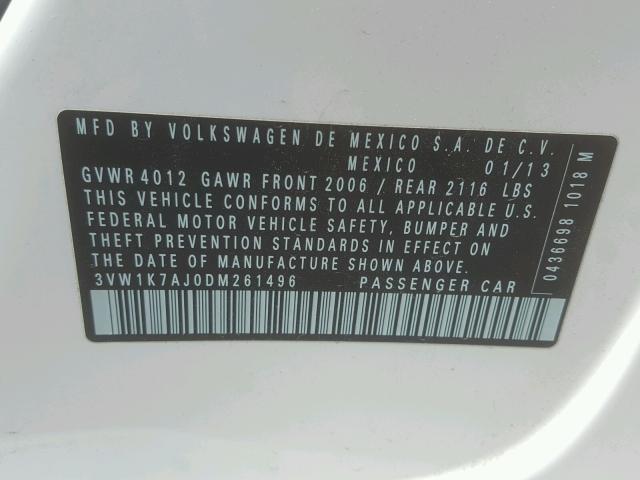 MFD BY VOLKSWAGEN DE MEXICO S.A. DE C.V.
MEXICO 01/13
GVWR 4012 GAWR FRONT 2006 / REAR 2116 LBS
THIS VEHICLE CONFORMS TO ALL APPLICABLE U.S.
FEDERAL MOTOR VEHICLE SAFETY, BUMPER AND
THEFT PREVENTION STANDARDS IN EFFECT ON
THE DATE OF MANUFACTURE SHOWN ABOVE.
3VW1K7AJ0DM261496 PASSENGER CAR
0436698 1018 M